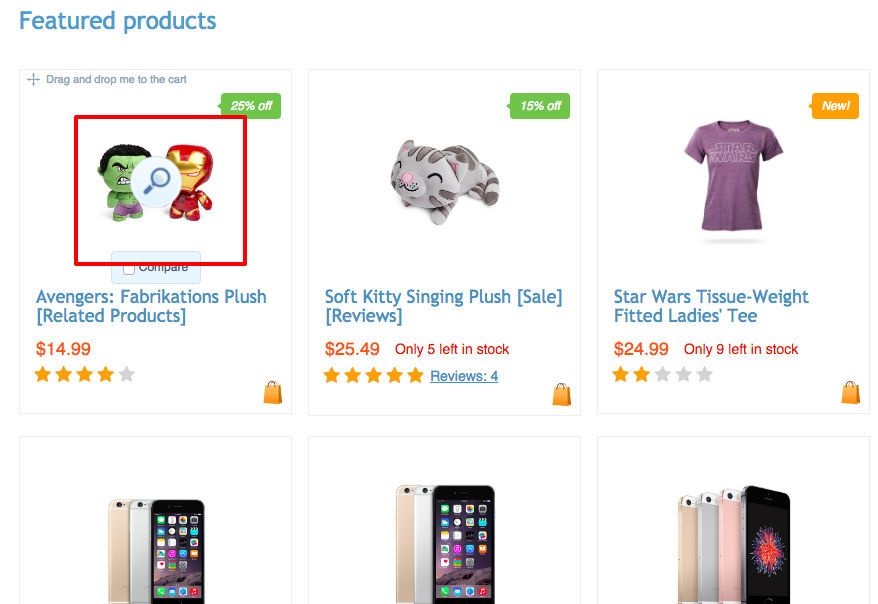 Featured products
Drag and drop me to the cart
25% off
15% off
New!
STAR
WARS
Compare
Avengers: Fabrikations Plush
[Related Products]
Soft Kitty Singing Plush [Sale]
[Reviews]
Star Wars Tissue-Weight
Fitted Ladies' Tee
$14.99
$25.49 Only 5 left in stock
$24.99 Only 9 left in stock
Reviews: 4